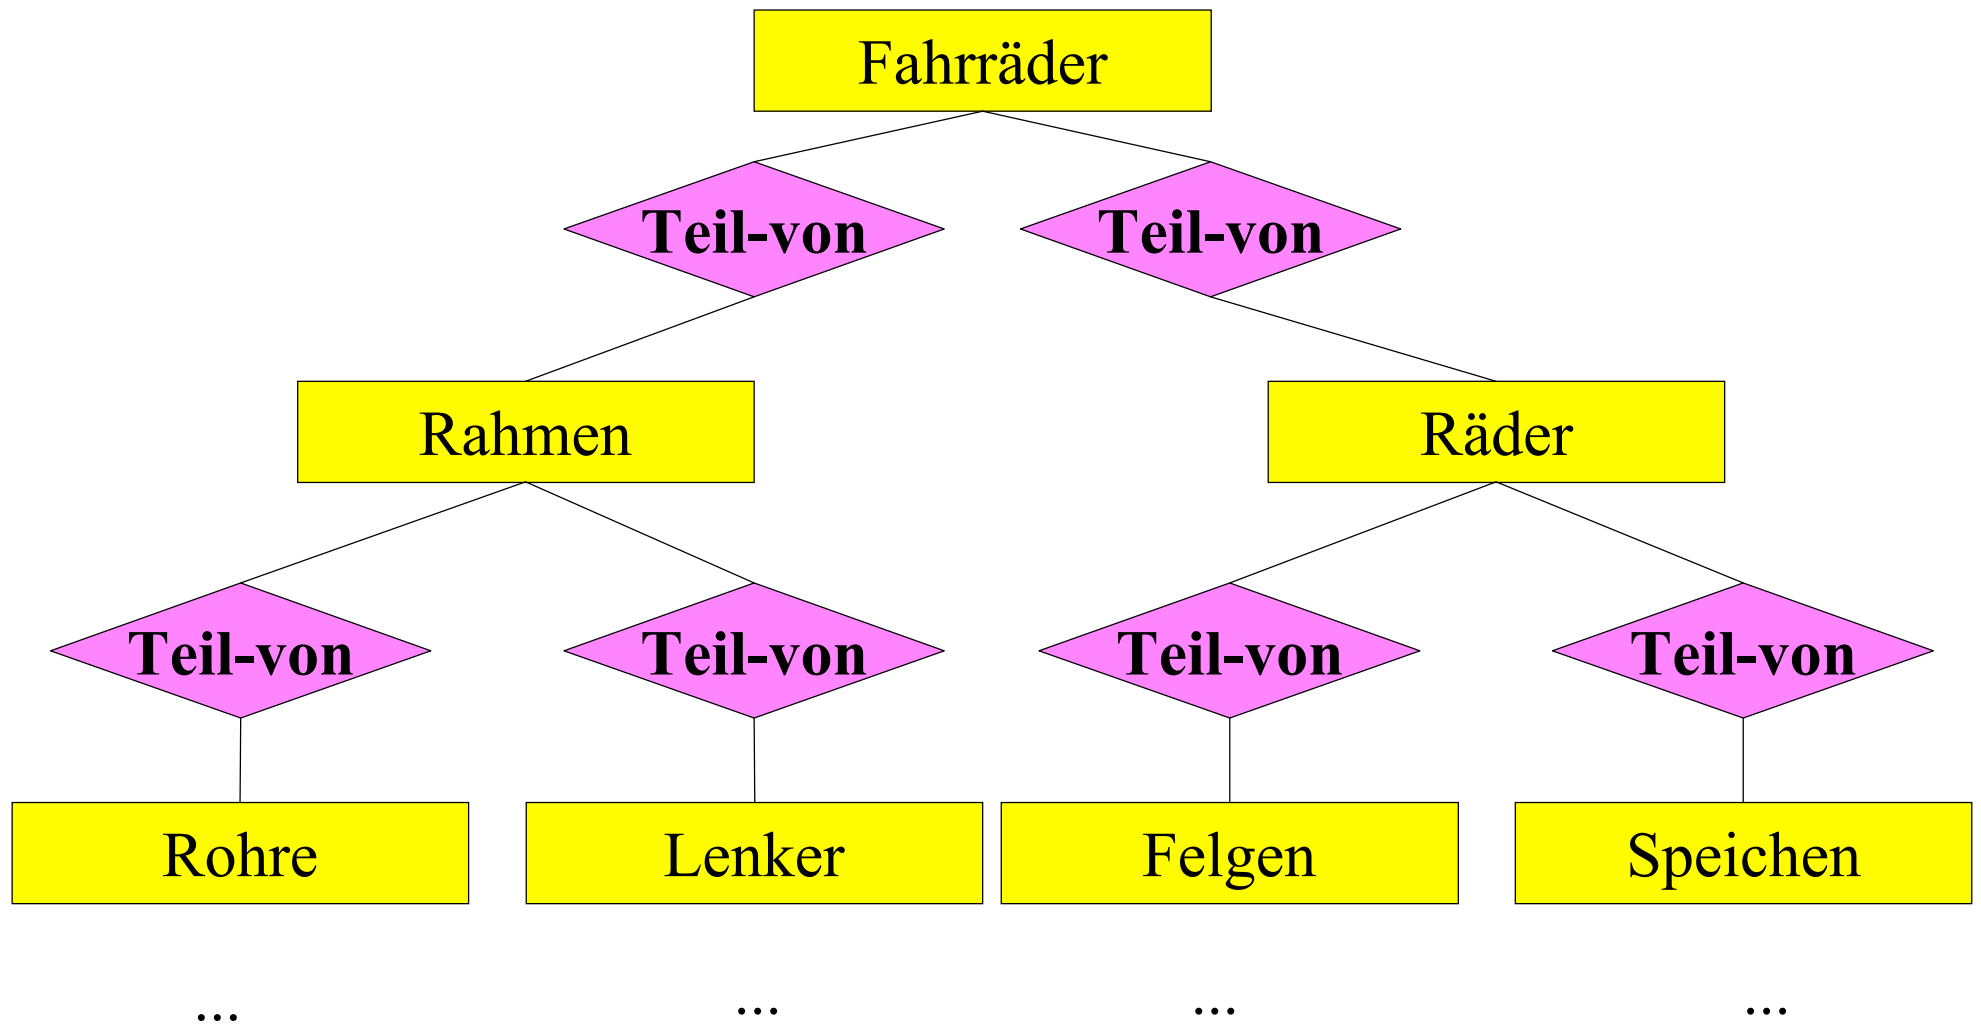 Fahrräder
Teil-von Teil-von
Rahmen Räder
Teil-von Teil-von Teil-von Teil-von
Rohre Lenker Felgen Speichen
... ... ... ...